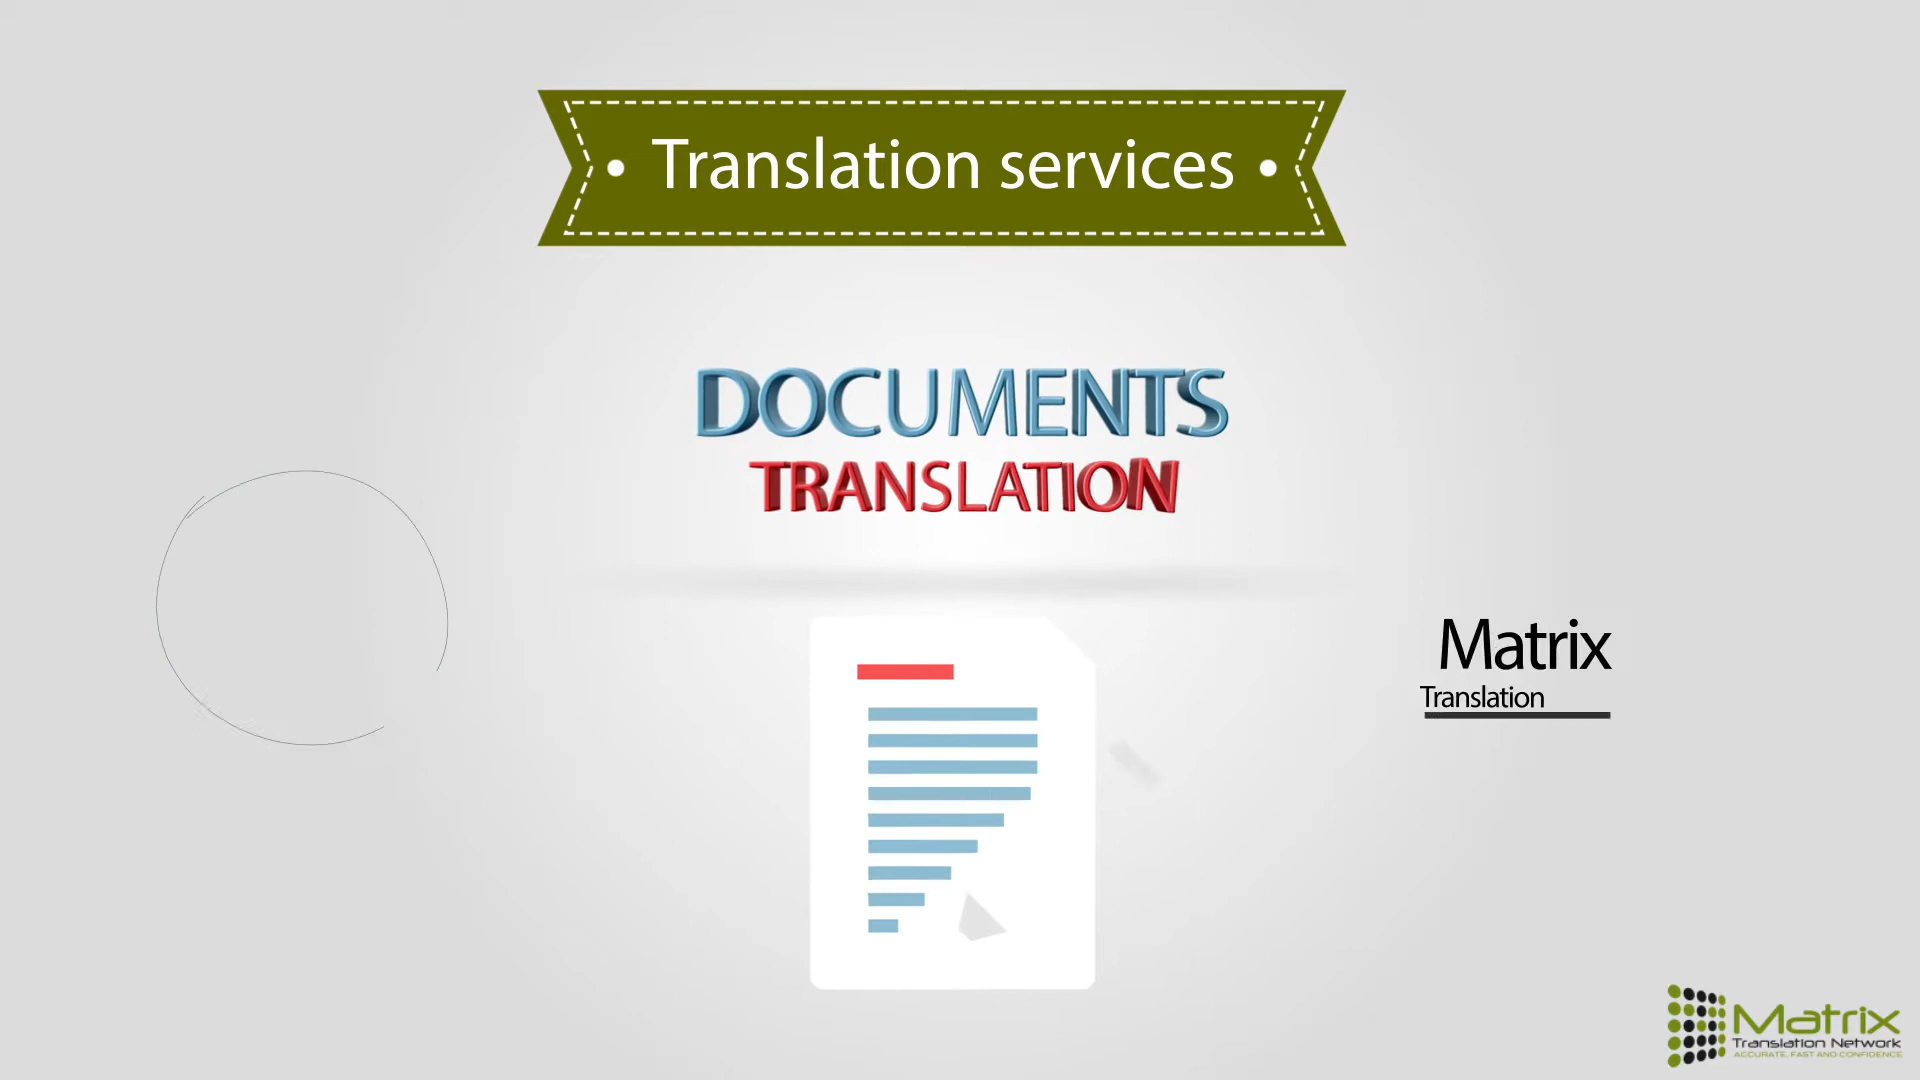 Translation services
DOCUMENTS
TRANSLATION
Matrix
Translation
Matrix
Translation Network
ACCURATE, FAST AND CONFIDENCE